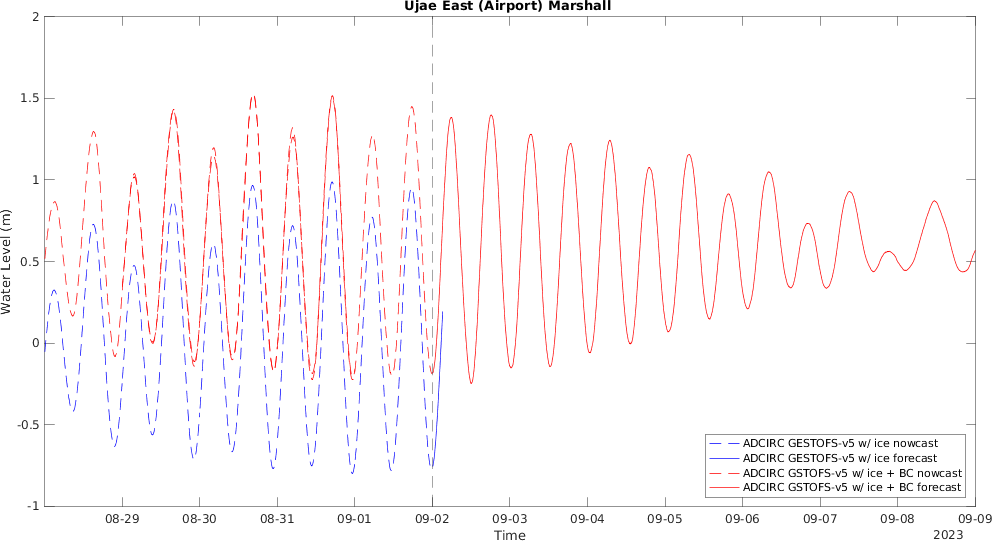 Ujae East (Airport) Marshall
2
1.5
1
0.5
0
-0.5
-1
Water Level (m)
ADCIRC GESTOFS-v5 w/ ice nowcast
ADCIRC GESTOFS-v5 w/ ice forecast
ADCIRC GSTOFS-v5 w/ ice + BC nowcast
ADCIRC GSTOFS-v5 w/ ice + BC forecast
08-29 08-30 08-31 09-01 09-02 09-03 09-04 09-05 09-06 09-07 09-08 09-09
Time
2023